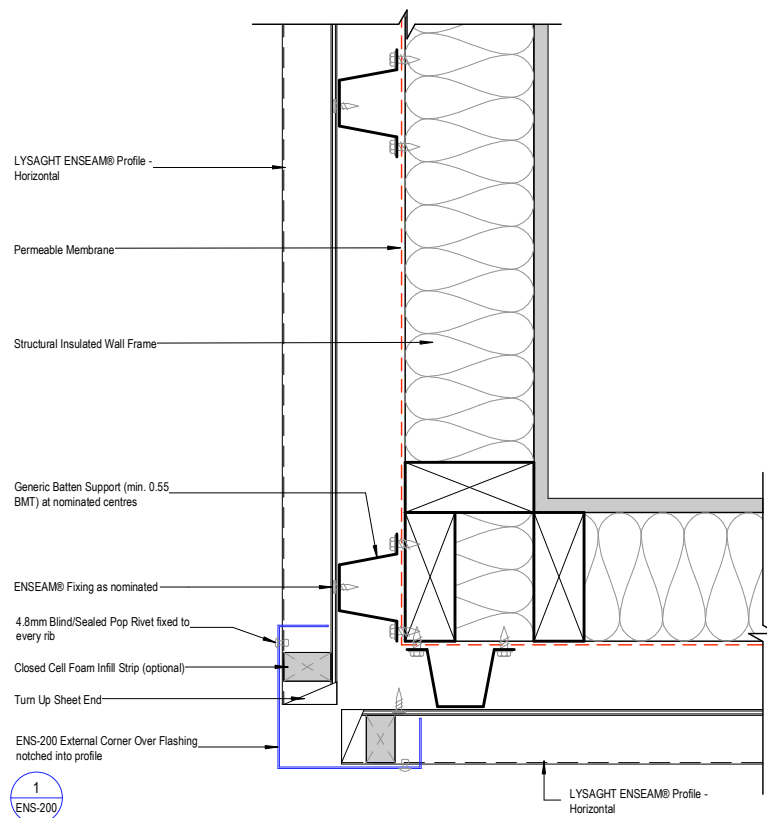 LYSAGHT ENSEAM® Profile -
Horizontal
Permeable Membrane
Structural Insulated Wall Frame
Generic Batten Support (min. 0.55
BMT) at nominated centres
ENSEAM® Fixing as nominated
4.8mm Blind/Sealed Pop Rivet fixed to
every rib
Closed Cell Foam Infill Strip (optional)
Turn Up Sheet End
ENS-200 External Corner Over Flashing
notched into profile
1
ENS-200
LYSAGHT ENSEAM® Profile -
Horizontal